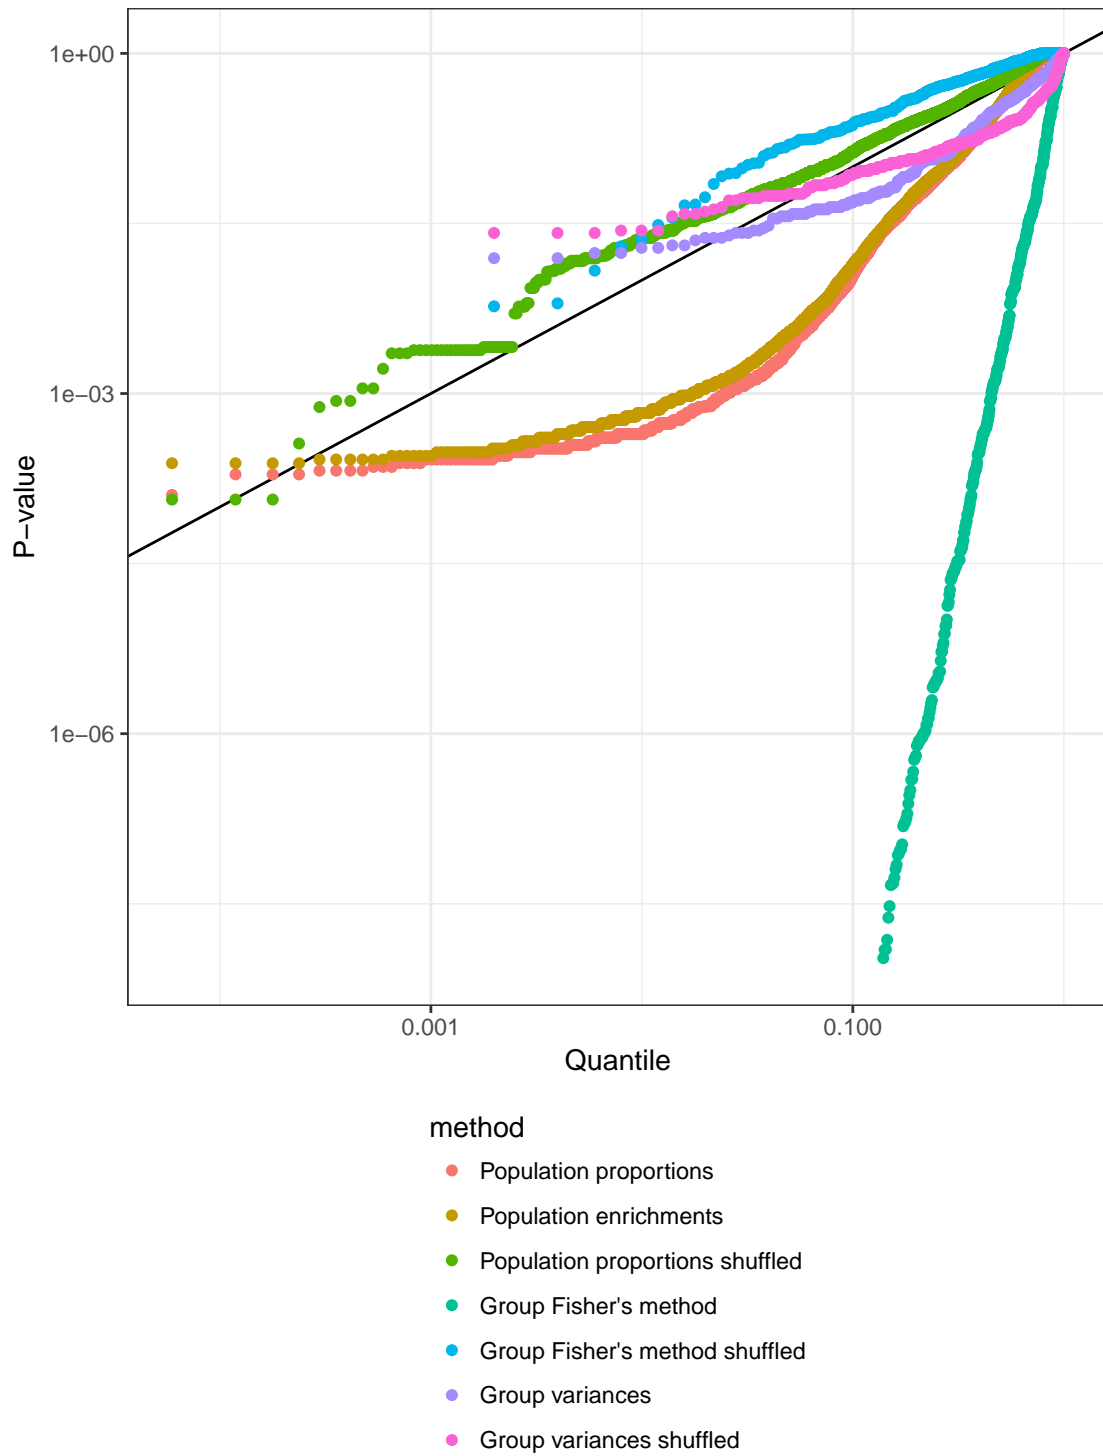 1e+00
1e−03
1e−06
P−value
0.001
0.100
Quantile
method
Population proportions
Population enrichments
Population proportions shuffled
Group Fisher's method
Group Fisher's method shuffled
Group variances
Group variances shuffled